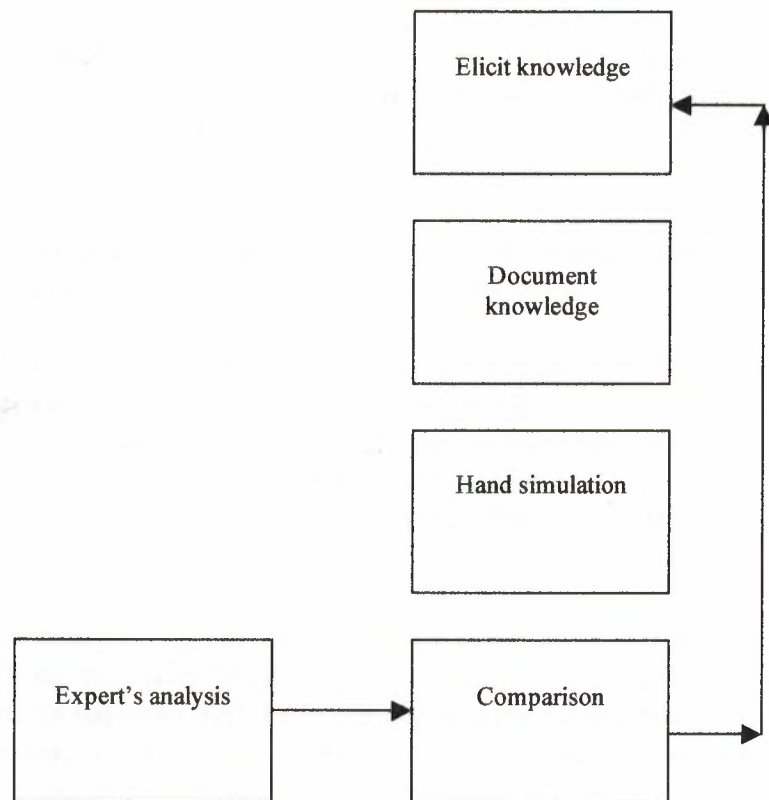 Elicit knowledge
Document
knowledge
Hand simulation
Expert's analysis
Comparison